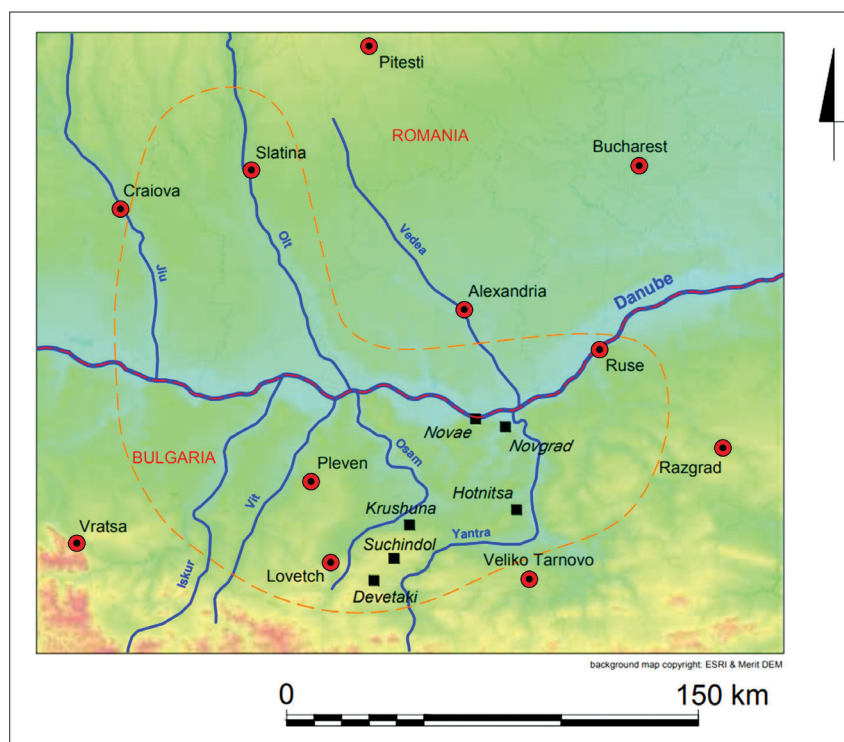 Pitesti
ROMANIA
Bucharest
Slatina
Craiova
Vedea
Olt
Jiu
Danube
Alexandria
Ruse
Novae
Novgrad
BULGARIA
Osam
Razgrad
Pleven
Vit
Hotnitsa
Krushuna
Vratsa
Yantra
Suchindol
Veliko Tarnovo
Lovetch
Iskur
Devetaki
background map copyright: ESRI & Merit DEM
0 150 km